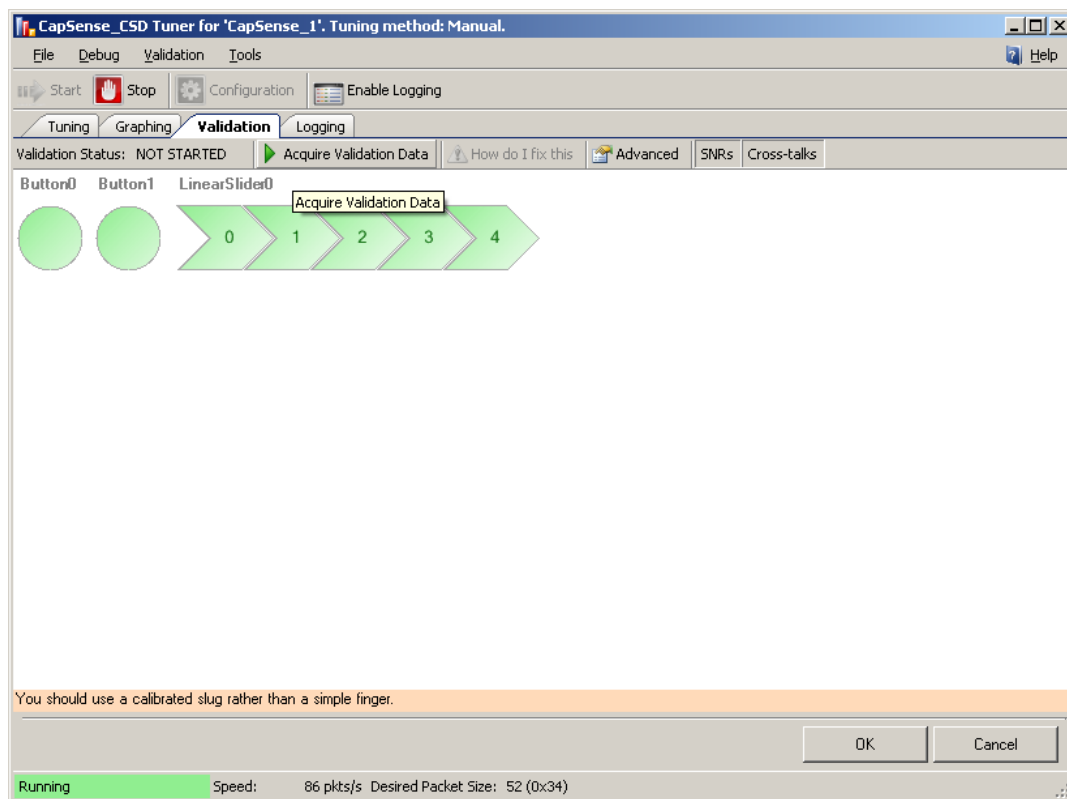 CapSense_CSD Tuner for 'CapSense_1'. Tuning method: Manual.
File Debug Validation Tools Help
Start Stop Configuration Enable Logging
Tuning Graphing Validation Logging
Validation Status: NOT STARTED Acquire Validation Data How do I fix this Advanced SNRs Cross-talks
Button0 Button1 LinearSlider0
Acquire Validation Data
0 1 2 3 4
You should use a calibrated slug rather than a simple finger.
OK Cancel
Running Speed: 86 pkts/s Desired Packet Size: 52 (0x34)